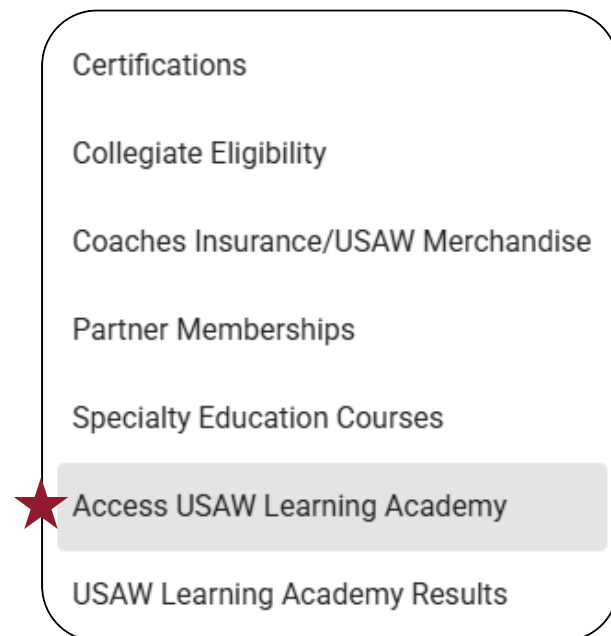 Certifications
Collegiate Eligibility
Coaches Insurance/USAW Merchandise
Partner Memberships
Specialty Education Courses
Access USAW Learning Academy
USAW Learning Academy Results